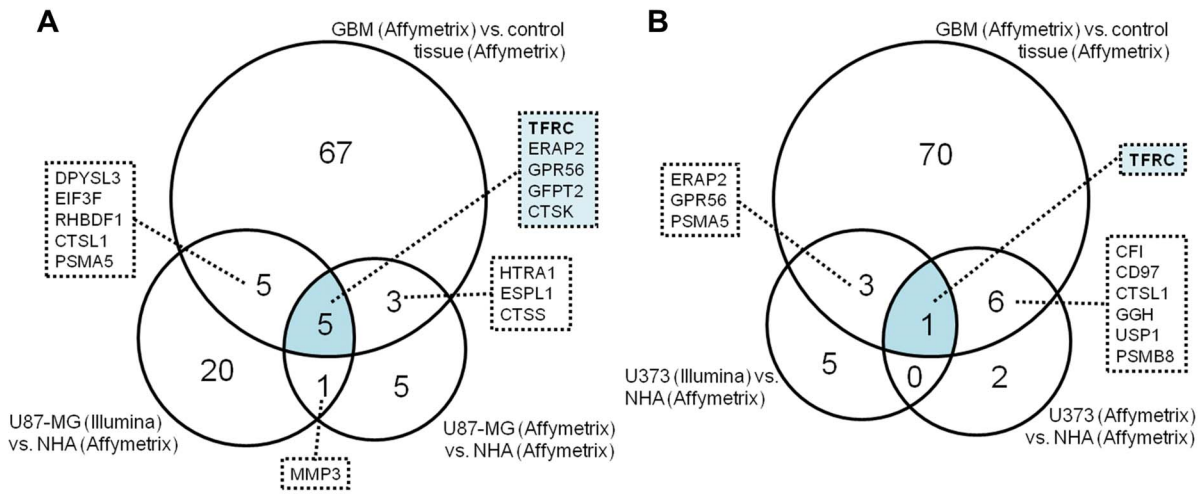 A
GBM (Affymetrix) vs. control
tissue (Affymetrix)
67
TFRC
ERAP2
GPR56
GFPT2
CTSK
DPYSL3
EIF3F
RHBDF1
CTSL1
PSMA5
HTRA1
ESPL1
CTSS
5
3
5
20
1
5
U87-MG (Illumina)
vs. NHA (Affymetrix)
U87-MG (Affymetrix)
vs. NHA (Affymetrix)
MMP3
B
GBM (Affymetrix) vs. control
tissue (Affymetrix)
70
TFRC
ERAP2
GPR56
PSMA5
CFI
CD97
CTSL1
GGH
USP1
PSMB8
3
6
1
5
0
2
U373 (Illumina) vs.
NHA (Affymetrix)
U373 (Affymetrix)
vs. NHA (Affymetrix)